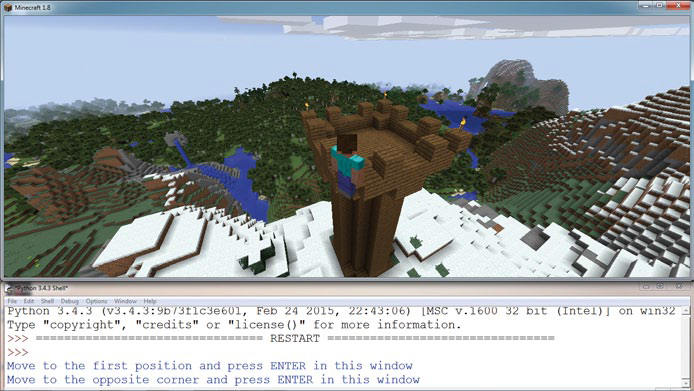 Minecraft 1.8
*Python 3.4.3 Shell*
File Edit Shell Debug Options Window Help
Python 3.4.3 (v3.4.3:9b73f1c3e601, Feb 24 2015, 22:43:06) [MSC v.1600 32 bit (Intel)] on win32
Type "copyright", "credits" or "license()" for more information.
>>> ================================ RESTART ================================
>>>
Move to the first position and press ENTER in this window
Move to the opposite corner and press ENTER in this window